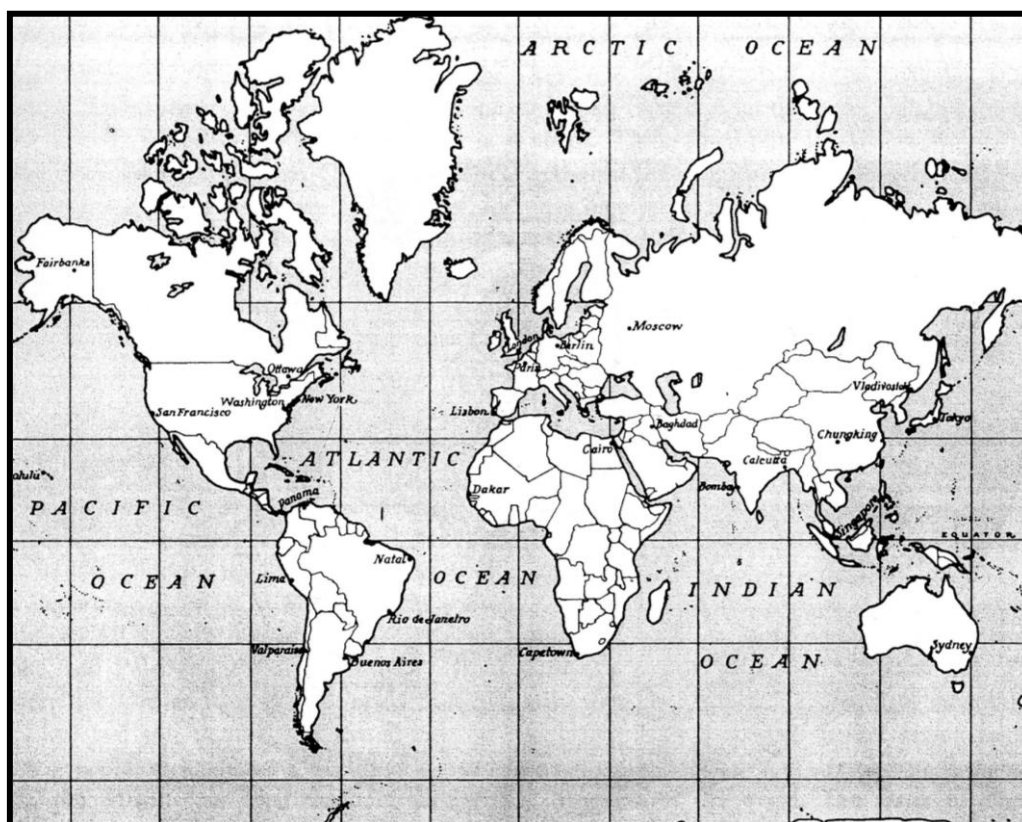 ARCTIC OCEAN
Fairbanks
Moscow
London
Berlin
Paris
Ottawa
Vladivostok
Washington
New York
San Francisco
Lisbon
Tokyo
Baghdad
Chungking
Cairo
ATLANTIC
Calcutta
olulu
Dakar
Bombay
Panama
PACIFIC
Singapore
EQUATOR
Natal
OCEAN
Lima
OCEAN
INDIAN
Rio de Janeiro
Sydney
Valparaiso
Capetown
Buenos Aires
OCEAN